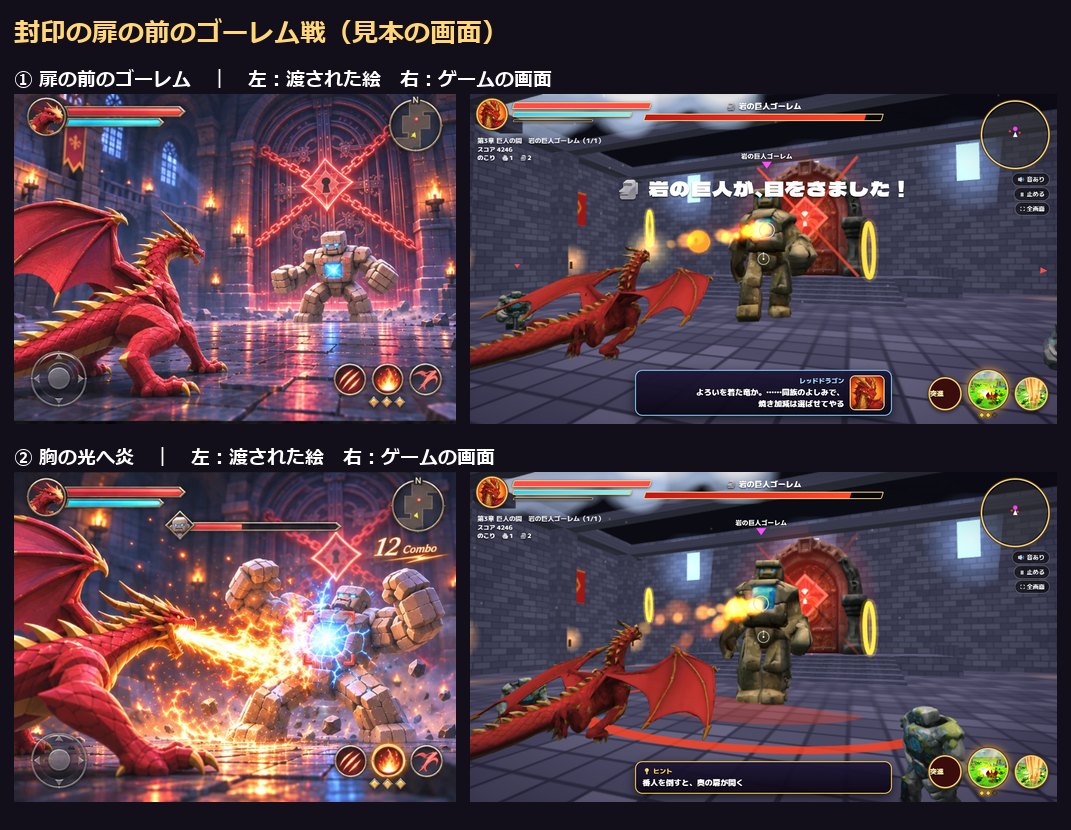 封印の扉の前のゴーレム戦（見本の画面）
① 扉の前のゴーレム ｜ 左：渡された絵 右：ゲームの画面
N
岩の巨人ゴーレム
第3章 巨人の間 岩の巨人ゴーレム（1/1）
スコア 4246
のこり 1 2
岩の巨人ゴーレム
岩の巨人が、目をさました！
音あり
止める
全画面
レッドドラゴン
よろいを着た竜か。……同族のよしみで、
焼き加減は選ばせてやる
突進
② 胸の光へ炎 ｜ 左：渡された絵 右：ゲームの画面
N
12 Combo
岩の巨人ゴーレム
第3章 巨人の間 岩の巨人ゴーレム（1/1）
スコア 4246
のこり 1 2
岩の巨人ゴーレム
音あり
止める
全画面
ヒント
番人を倒すと、奥の扉が開く
突進